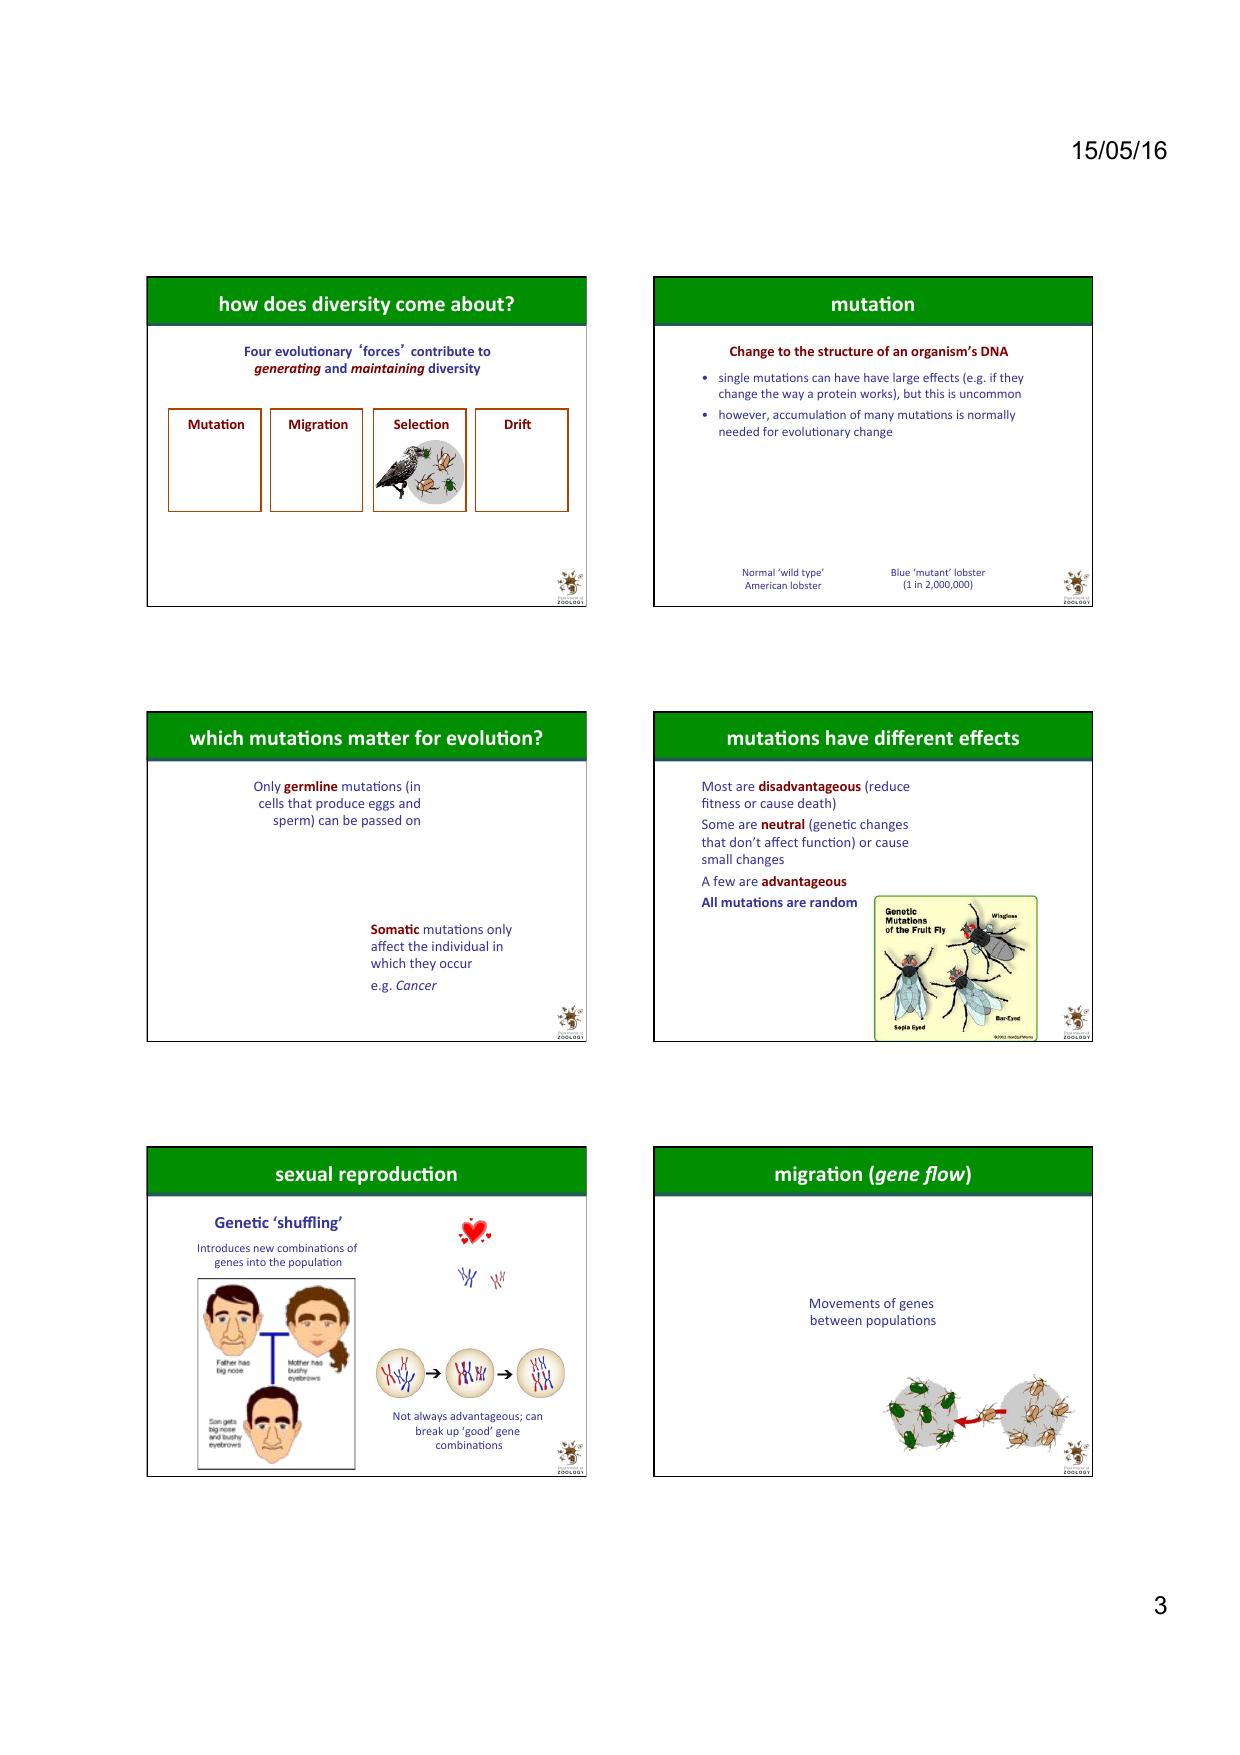 15/05/16
how does diversity come about?
Four evolutionary ‘forces’ contribute to
generating and maintaining diversity
Mutation
Migration
Selection
Drift
Department of
ZOOLOGY
mutation
Change to the structure of an organism’s DNA
• single mutations can have have large effects (e.g. if they
change the way a protein works), but this is uncommon
• however, accumulation of many mutations is normally
needed for evolutionary change
Normal ‘wild type’
American lobster
Blue ‘mutant’ lobster
(1 in 2,000,000)
Department of
ZOOLOGY
which mutations matter for evolution?
Only germline mutations (in
cells that produce eggs and
sperm) can be passed on
Somatic mutations only
affect the individual in
which they occur
e.g. Cancer
Department of
ZOOLOGY
mutations have different effects
Most are disadvantageous (reduce
fitness or cause death)
Some are neutral (genetic changes
that don’t affect function) or cause
small changes
A few are advantageous
All mutations are random
Genetic
Mutations
of the Fruit Fly
Wingless
Sepia Eyed
Bar-Eyed
©2002 HowStuffWorks
Department of
ZOOLOGY
sexual reproduction
Genetic ‘shuffling’
Introduces new combinations of
genes into the population
Father has
big nose
Mother has
bushy
eyebrows
Son gets
big nose
and bushy
eyebrows
Not always advantageous; can
break up ‘good’ gene
combinations
Department of
ZOOLOGY
migration (gene flow)
Movements of genes
between populations
Department of
ZOOLOGY
3